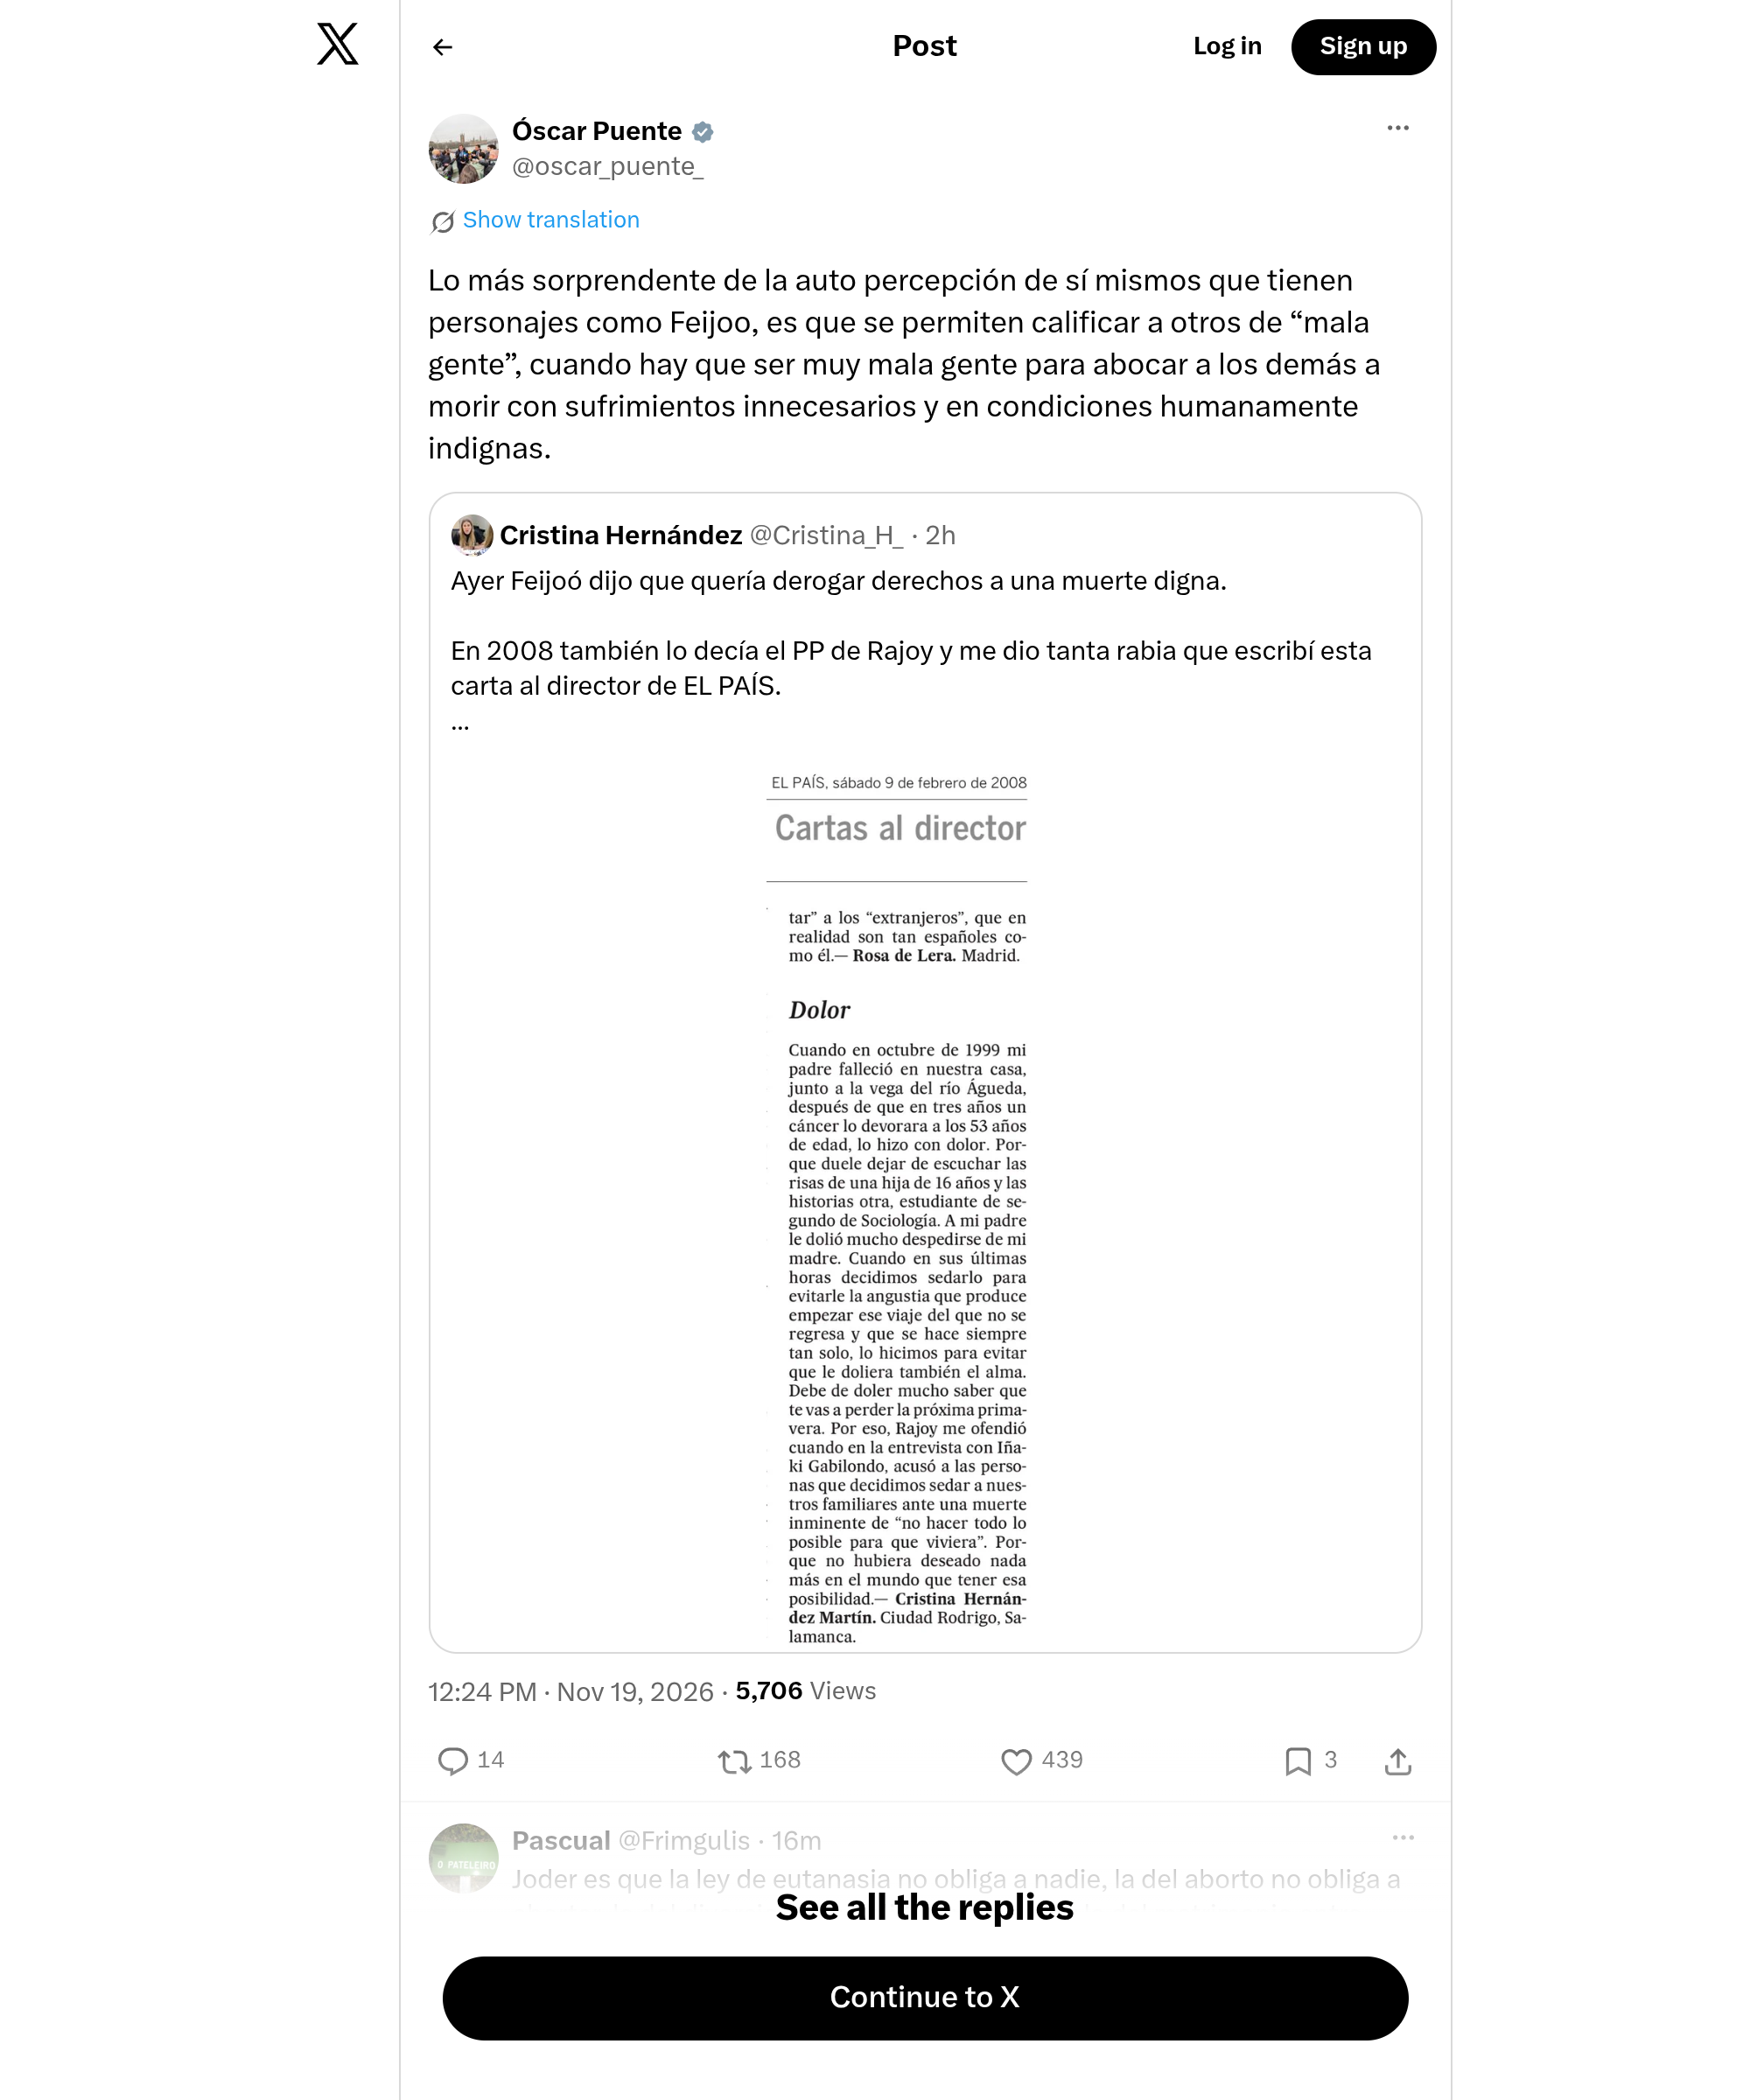 Post
Log in
Sign up
Óscar Puente
@oscar_puente_
Show translation
Lo más sorprendente de la auto percepción de sí mismos que tienen
personajes como Feijoo, es que se permiten calificar a otros de “mala
gente”, cuando hay que ser muy mala gente para abocar a los demás a
morir con sufrimientos innecesarios y en condiciones humanamente
indignas.
Cristina Hernández @Cristina_H_ · 2h
Ayer Feijoó dijo que quería derogar derechos a una muerte digna.
En 2008 también lo decía el PP de Rajoy y me dio tanta rabia que escribí esta
carta al director de EL PAÍS.
...
EL PAÍS, sábado 9 de febrero de 2008
Cartas al director
tar” a los “extranjeros”, que en
realidad son tan españoles co-
mo él.— Rosa de Lera. Madrid.
Dolor
Cuando en octubre de 1999 mi
padre falleció en nuestra casa,
junto a la vega del río Águeda,
después de que en tres años un
cáncer lo devorara a los 53 años
de edad, lo hizo con dolor. Por-
que duele dejar de escuchar las
risas de una hija de 16 años y las
historias otra, estudiante de se-
gundo de Sociología. A mi padre
le dolió mucho despedirse de mi
madre. Cuando en sus últimas
horas decidimos sedarlo para
evitarle la angustia que produce
empezar ese viaje del que no se
regresa y que se hace siempre
tan solo, lo hicimos para evitar
que le doliera también el alma.
Debe de doler mucho saber que
te vas a perder la próxima prima-
vera. Por eso, Rajoy me ofendió
cuando en la entrevista con Iña-
ki Gabilondo, acusó a las perso-
nas que decidimos sedar a nues-
tros familiares ante una muerte
inminente de “no hacer todo lo
posible para que viviera”. Por-
que no hubiera deseado nada
más en el mundo que tener esa
posibilidad.— Cristina Hernán-
dez Martín. Ciudad Rodrigo, Sa-
lamanca.
12:24 PM · Nov 19, 2026 · 5,706 Views
14
168
439
3
Pascual @Frimgulis · 16m
O PATELEIRO
Joder es que la ley de eutanasia no obliga a nadie, la del aborto no obliga a
See all the replies
Continue to X